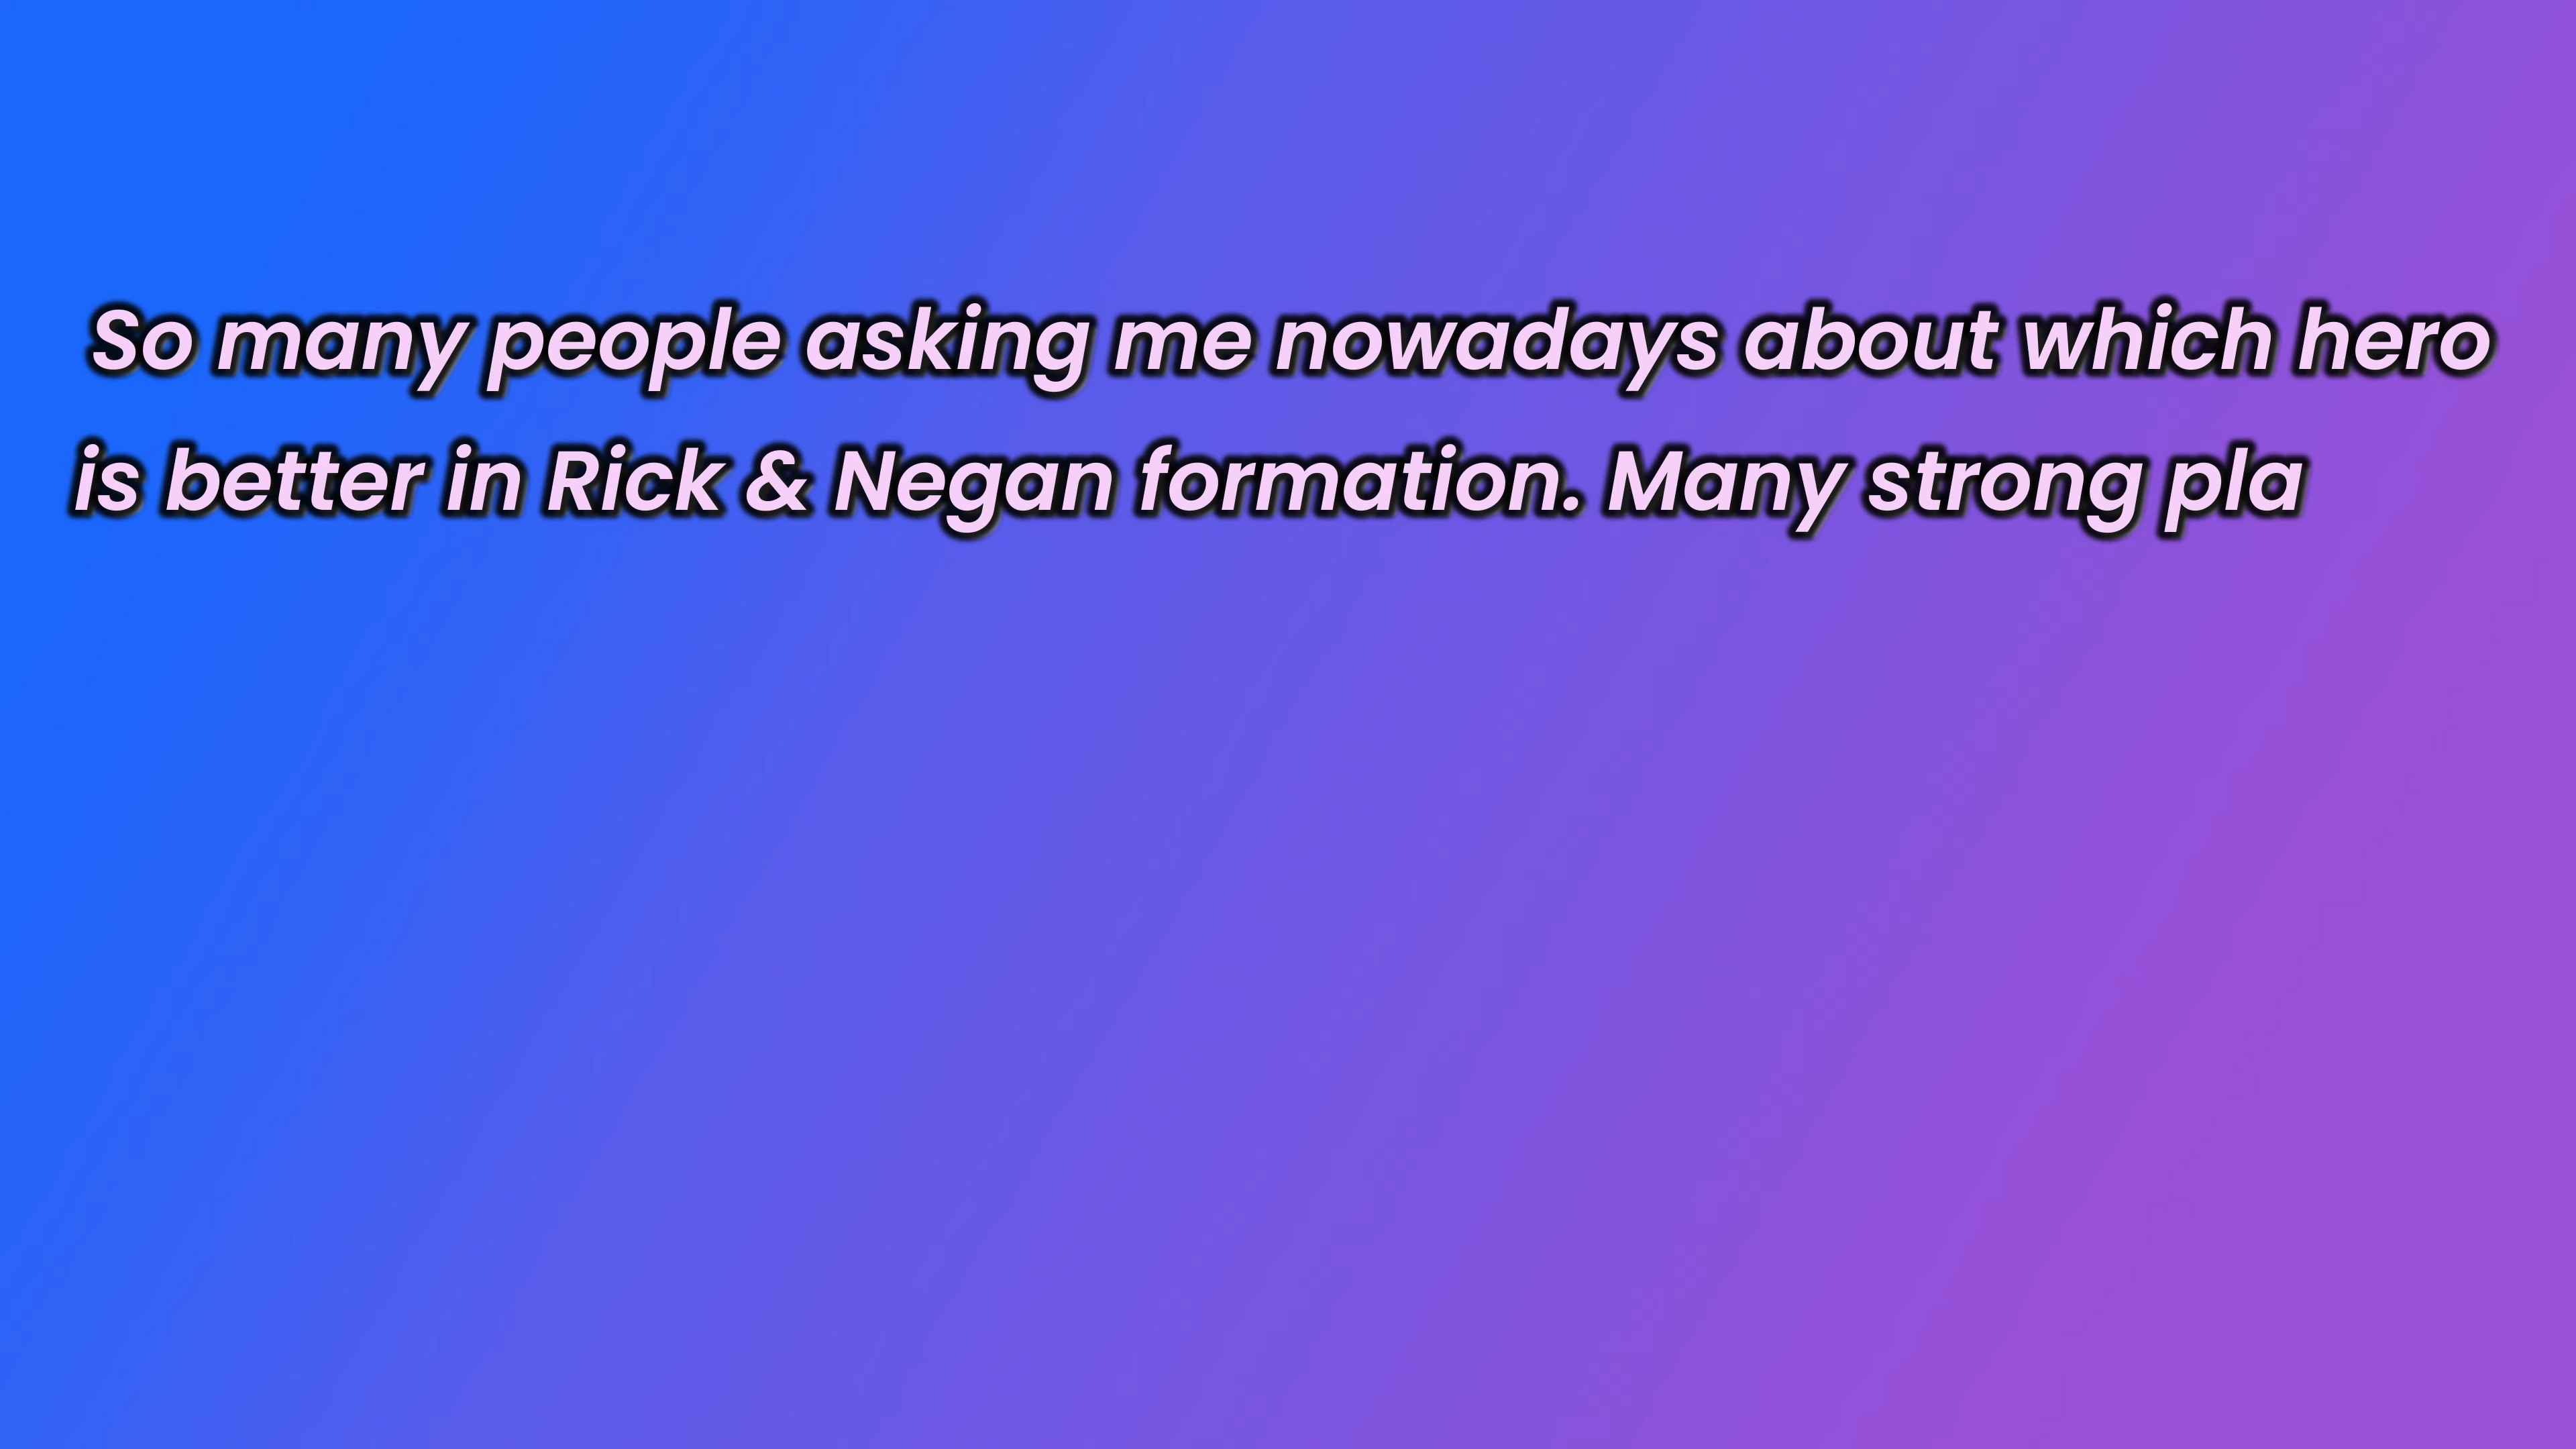 So many people asking me nowadays about which hero
is better in Rick & Negan formation. Many strong pla